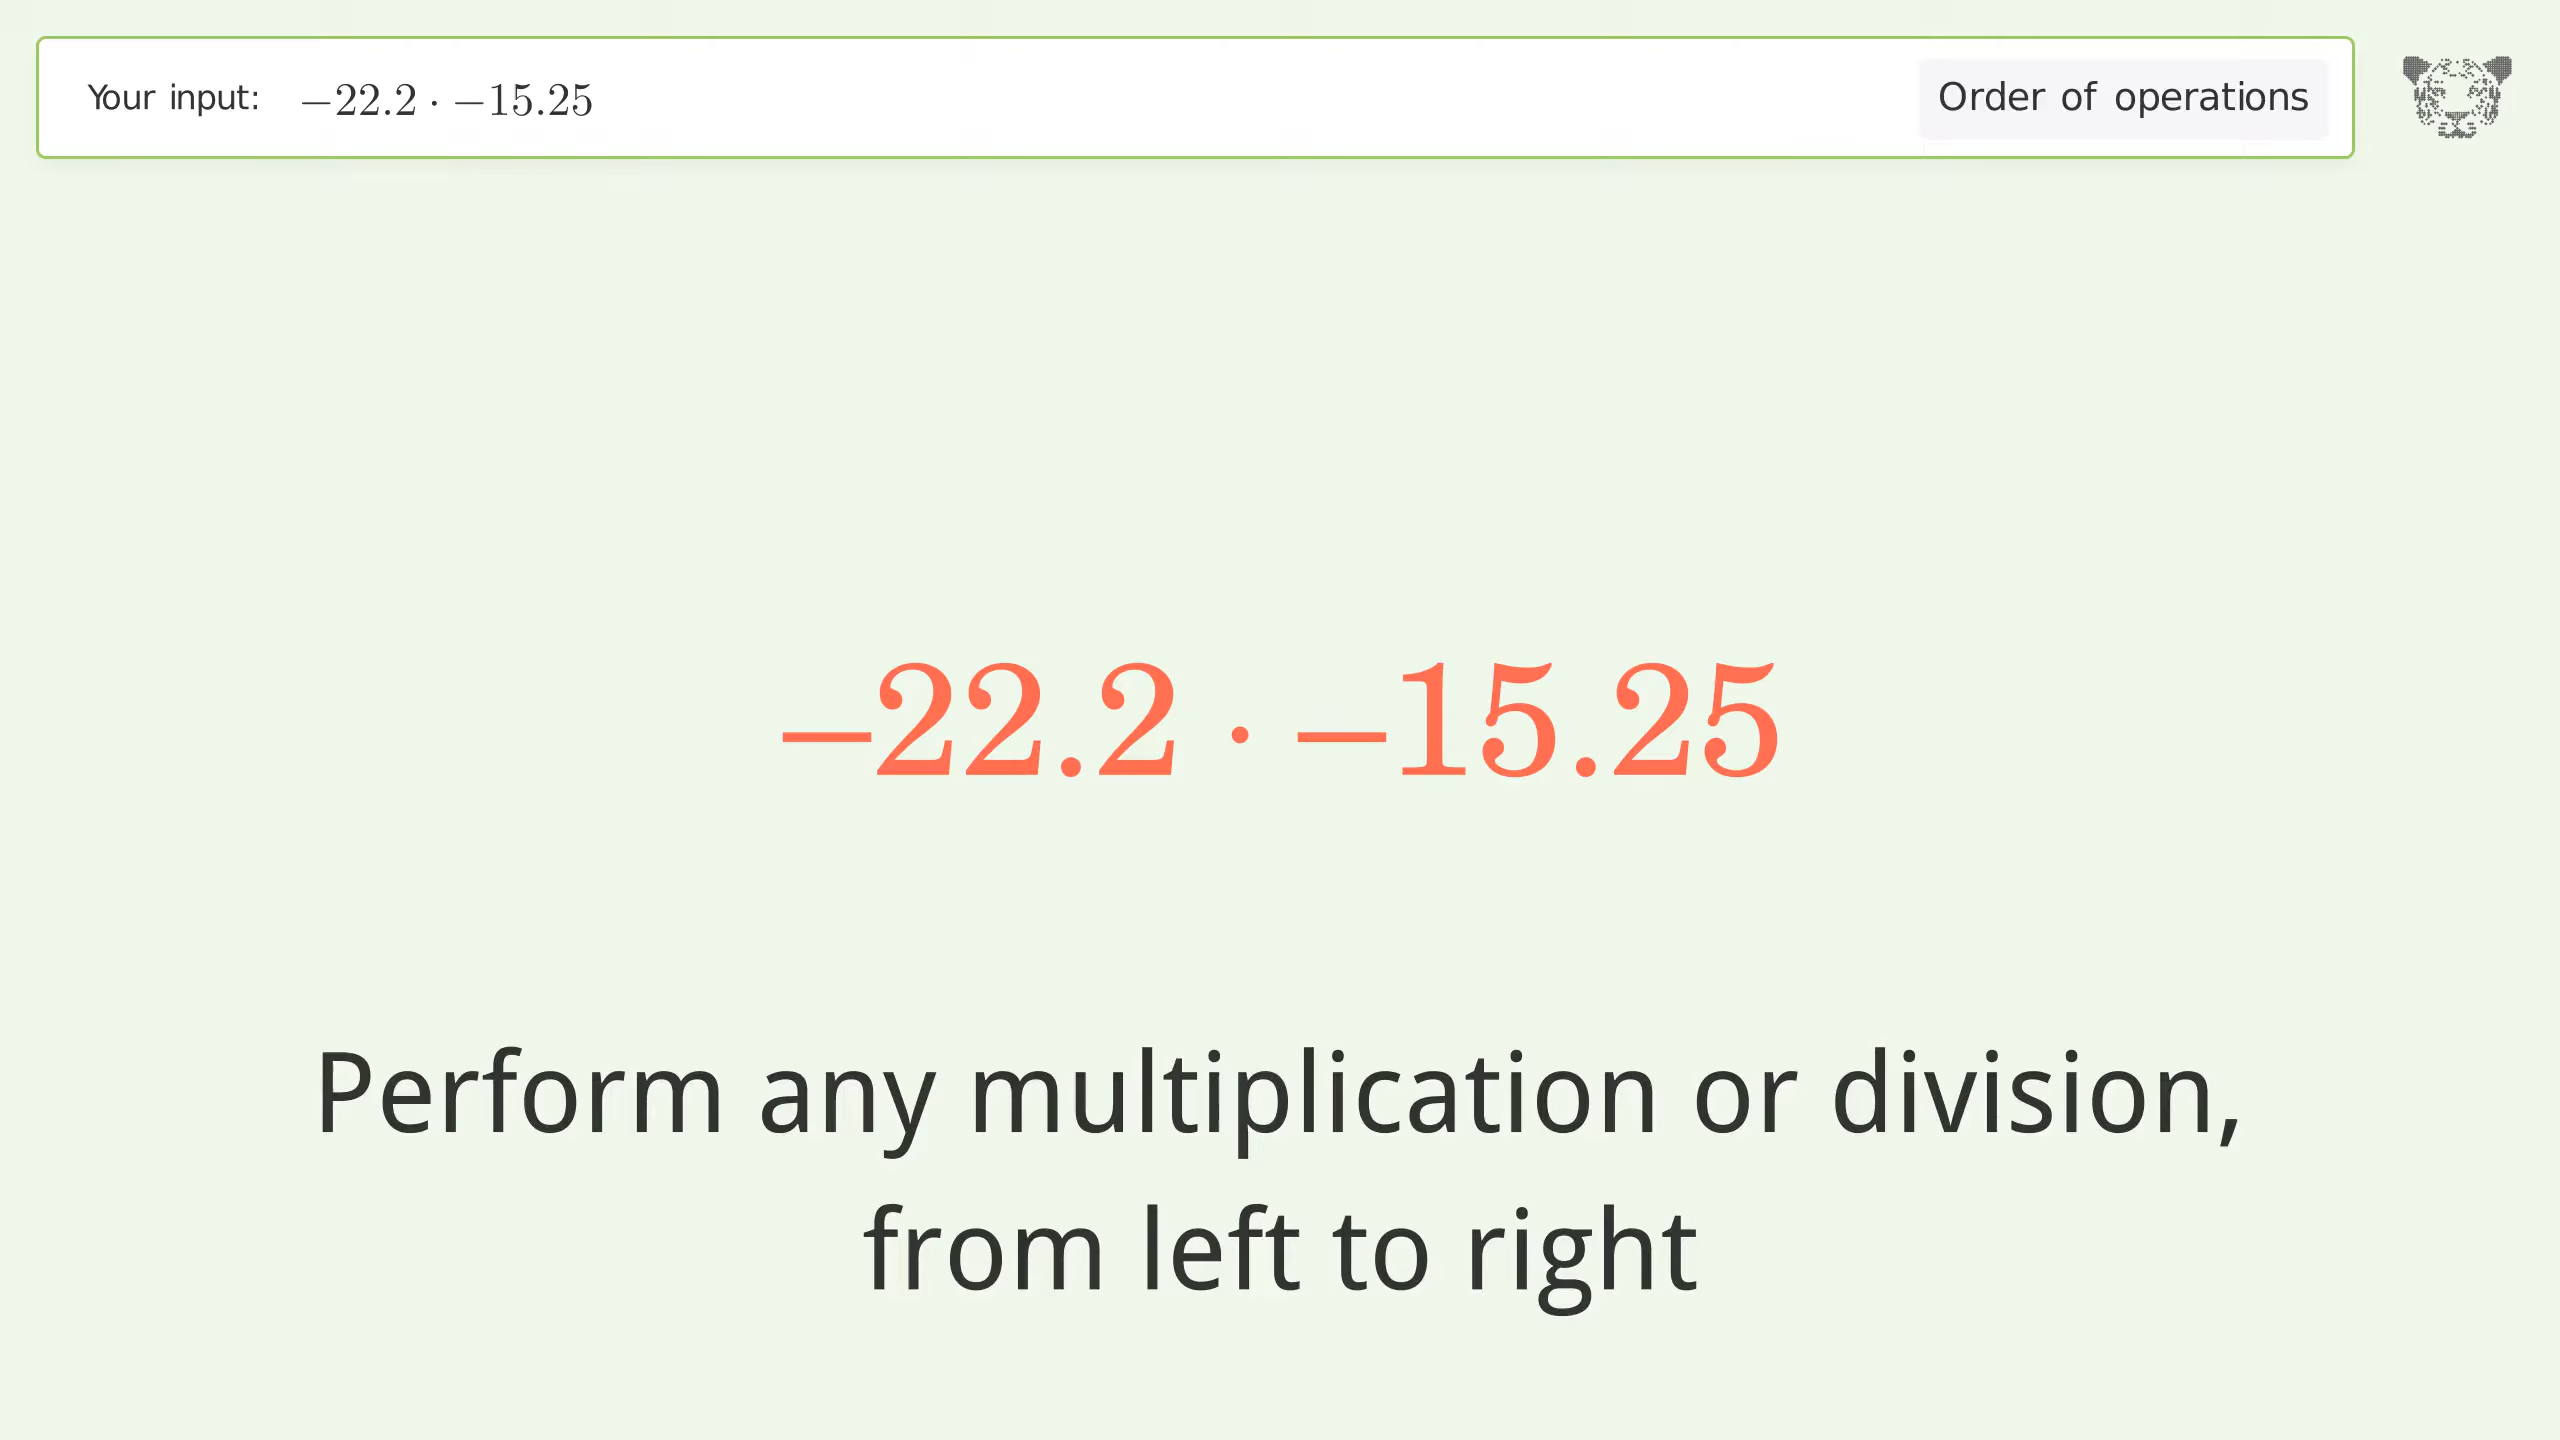 Your input: −22.2 · −15.25
Order of operations
−22.2 · −15.25
Perform any multiplication or division,
from left to right